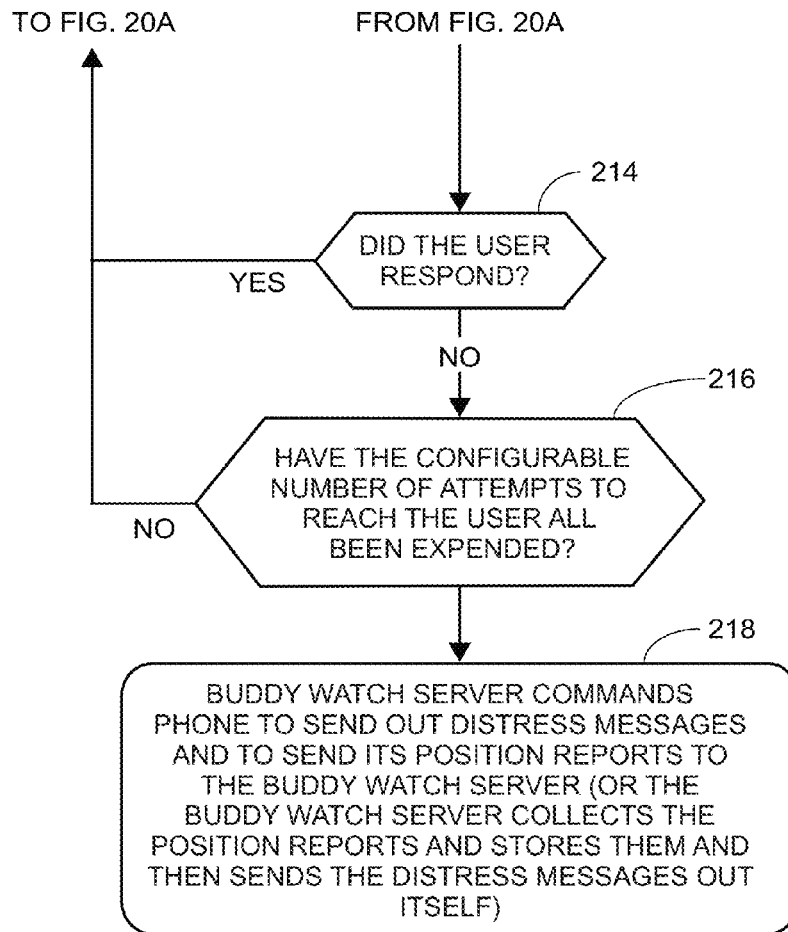 TO FIG. 20A
FROM FIG. 20A
214
DID THE USER
RESPOND?
YES
NO
216
HAVE THE CONFIGURABLE
NUMBER OF ATTEMPTS TO
REACH THE USER ALL
BEEN EXPENDED?
NO
218
BUDDY WATCH SERVER COMMANDS
PHONE TO SEND OUT DISTRESS MESSAGES
AND TO SEND ITS POSITION REPORTS TO
THE BUDDY WATCH SERVER (OR THE
BUDDY WATCH SERVER COLLECTS THE
POSITION REPORTS AND STORES THEM AND
THEN SENDS THE DISTRESS MESSAGES OUT
ITSELF)